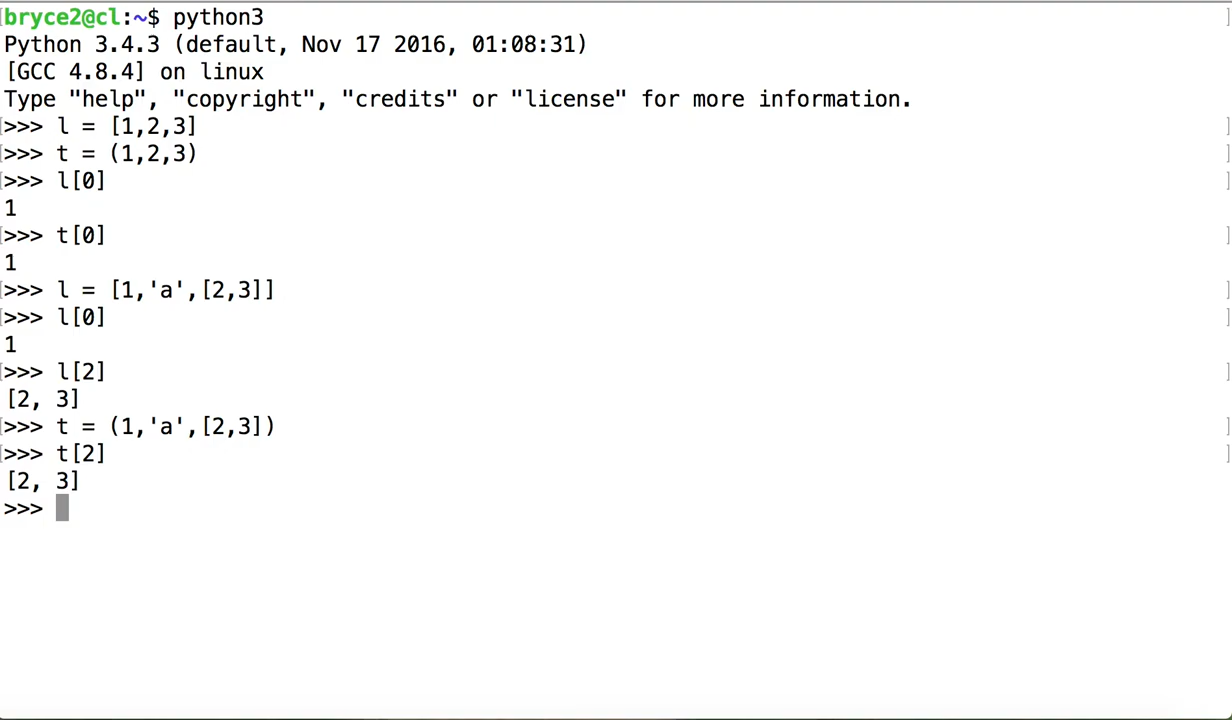 bryce2@cl:~$ python3
Python 3.4.3 (default, Nov 17 2016, 01:08:31)
[GCC 4.8.4] on linux
Type "help", "copyright", "credits" or "license" for more information.
>>> l = [1,2,3]
>>> t = (1,2,3)
>>> l[0]
1
>>> t[0]
1
>>> l = [1,'a',[2,3]]
>>> l[0]
1
>>> l[2]
[2, 3]
>>> t = (1,'a',[2,3])
>>> t[2]
[2, 3]
>>>